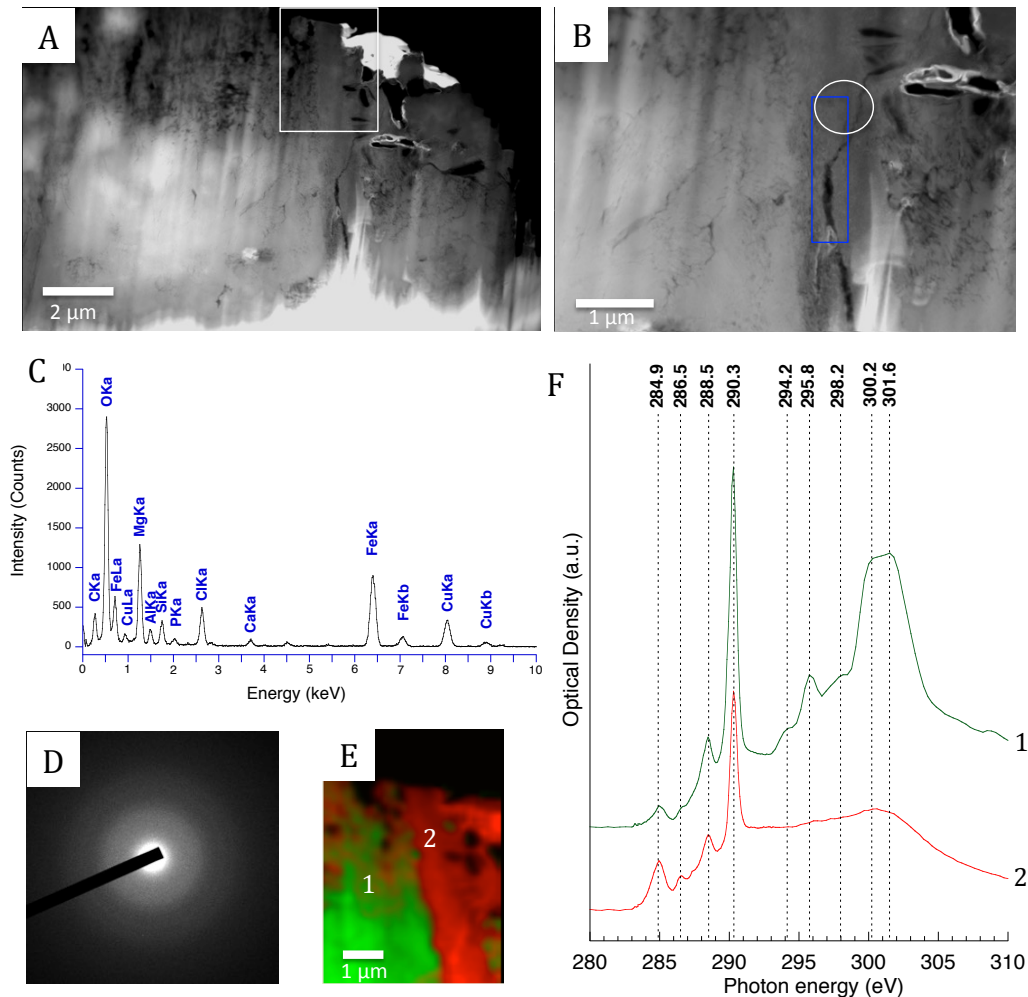 A
2 µm
B
1 µm
C
Intensity (Counts)
3000
2500
2000
1500
1000
500
0
CKa
OKa
FeLa
CuLa
MgKa
AlKa
SiKa
PKa
ClKa
CaKa
FeKa
FeKb
CuKa
CuKb
0 1 2 3 4 5 6 7 8 9 10
Energy (keV)
D
E
1
2
1 µm
F
284.9
286.5
288.5
290.3
294.2
295.8
298.2
300.2
301.6
Optical Density (a.u.)
1
2
280 285 290 295 300 305 310
Photon energy (eV)